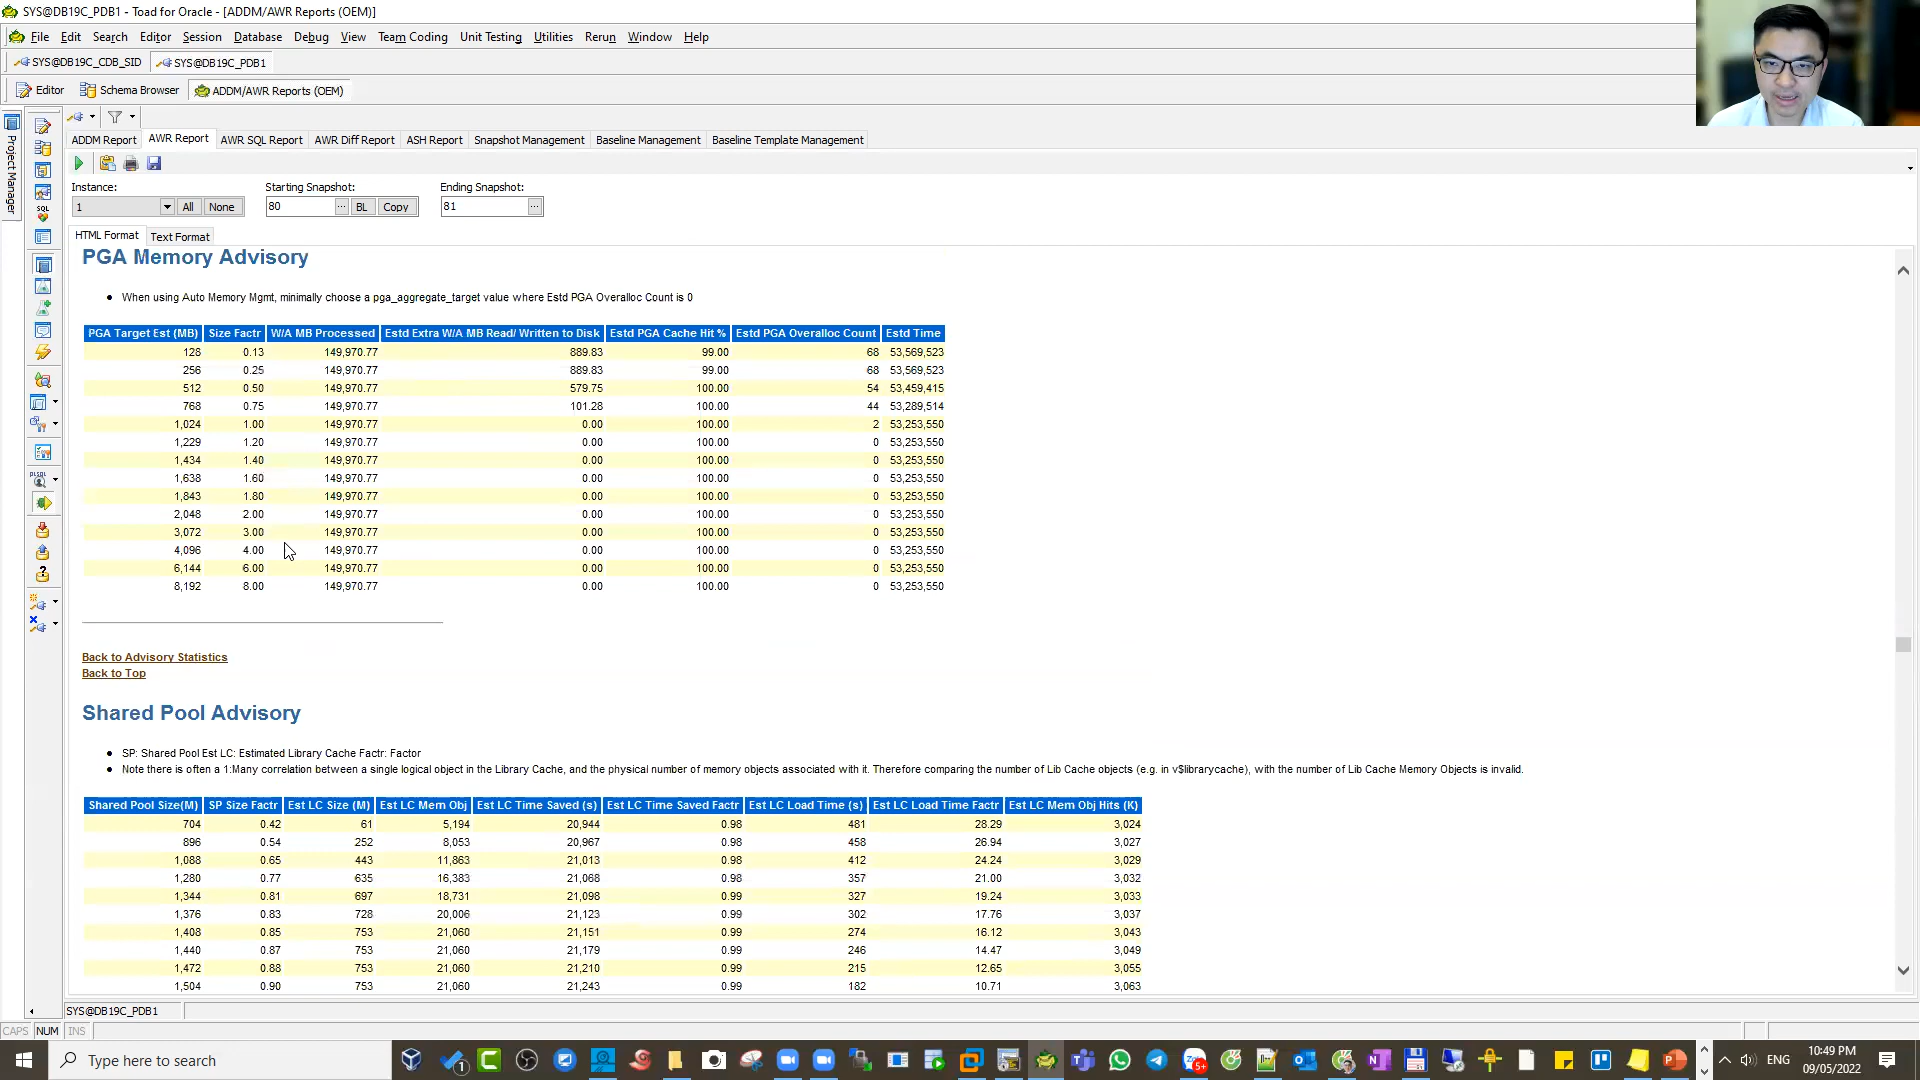 SYS@DB19C_PDB1 - Toad for Oracle - [ADDM/AWR Reports (OEM)]
File Edit Search Editor Session Database Debug View Team Coding Unit Testing Utilities Rerun Window Help
SYS@DB19C_CDB_SID SYS@DB19C_PDB1
Editor Schema Browser ADDM/AWR Reports (OEM)
Project Manager
ADDM Report AWR Report AWR SQL Report AWR Diff Report ASH Report Snapshot Management Baseline Management Baseline Template Management
Instance: Starting Snapshot: Ending Snapshot:
1 All None 80 ... BL Copy 81 ...
HTML Format Text Format
PGA Memory Advisory
• When using Auto Memory Mgmt, minimally choose a pga_aggregate_target value where Estd PGA Overalloc Count is 0
PGA Target Est (MB) Size Factr W/A MB Processed Estd Extra W/A MB Read/ Written to Disk Estd PGA Cache Hit % Estd PGA Overalloc Count Estd Time
128 0.13 149,970.77 889.83 99.00 68 53,569,523
256 0.25 149,970.77 889.83 99.00 68 53,569,523
512 0.50 149,970.77 579.75 100.00 54 53,459,415
768 0.75 149,970.77 101.28 100.00 44 53,289,514
1,024 1.00 149,970.77 0.00 100.00 2 53,253,550
1,229 1.20 149,970.77 0.00 100.00 0 53,253,550
1,434 1.40 149,970.77 0.00 100.00 0 53,253,550
1,638 1.60 149,970.77 0.00 100.00 0 53,253,550
1,843 1.80 149,970.77 0.00 100.00 0 53,253,550
2,048 2.00 149,970.77 0.00 100.00 0 53,253,550
3,072 3.00 149,970.77 0.00 100.00 0 53,253,550
4,096 4.00 149,970.77 0.00 100.00 0 53,253,550
6,144 6.00 149,970.77 0.00 100.00 0 53,253,550
8,192 8.00 149,970.77 0.00 100.00 0 53,253,550
Back to Advisory Statistics
Back to Top
Shared Pool Advisory
• SP: Shared Pool Est LC: Estimated Library Cache Factr: Factor
• Note there is often a 1:Many correlation between a single logical object in the Library Cache, and the physical number of memory objects associated with it. Therefore comparing the number of Lib Cache objects (e.g. in v$librarycache), with the number of Lib Cache Memory Objects is invalid.
Shared Pool Size(M) SP Size Factr Est LC Size (M) Est LC Mem Obj Est LC Time Saved (s) Est LC Time Saved Factr Est LC Load Time (s) Est LC Load Time Factr Est LC Mem Obj Hits (K)
704 0.42 61 5,194 20,944 0.98 481 28.29 3,024
896 0.54 252 8,053 20,967 0.98 458 26.94 3,027
1,088 0.65 443 11,863 21,013 0.98 412 24.24 3,029
1,280 0.77 635 16,383 21,068 0.98 357 21.00 3,032
1,344 0.81 697 18,731 21,098 0.99 327 19.24 3,033
1,376 0.83 728 20,006 21,123 0.99 302 17.76 3,037
1,408 0.85 753 21,060 21,151 0.99 274 16.12 3,043
1,440 0.87 753 21,060 21,179 0.99 246 14.47 3,049
1,472 0.88 753 21,060 21,210 0.99 215 12.65 3,055
1,504 0.90 753 21,060 21,243 0.99 182 10.71 3,063
SYS@DB19C_PDB1
CAPS NUM INS
Type here to search
ENG
10:49 PM
09/05/2022